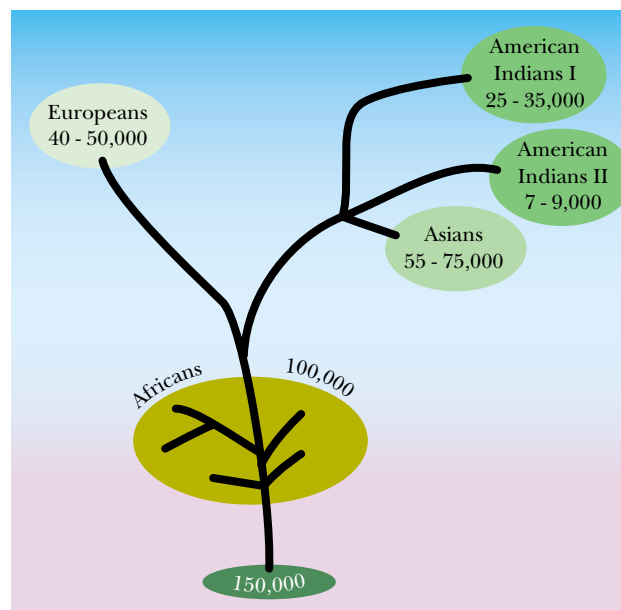 American
Indians I
25 - 35,000
Europeans
40 - 50,000
American
Indians II
7 - 9,000
Asians
55 - 75,000
Africans
100,000
150,000